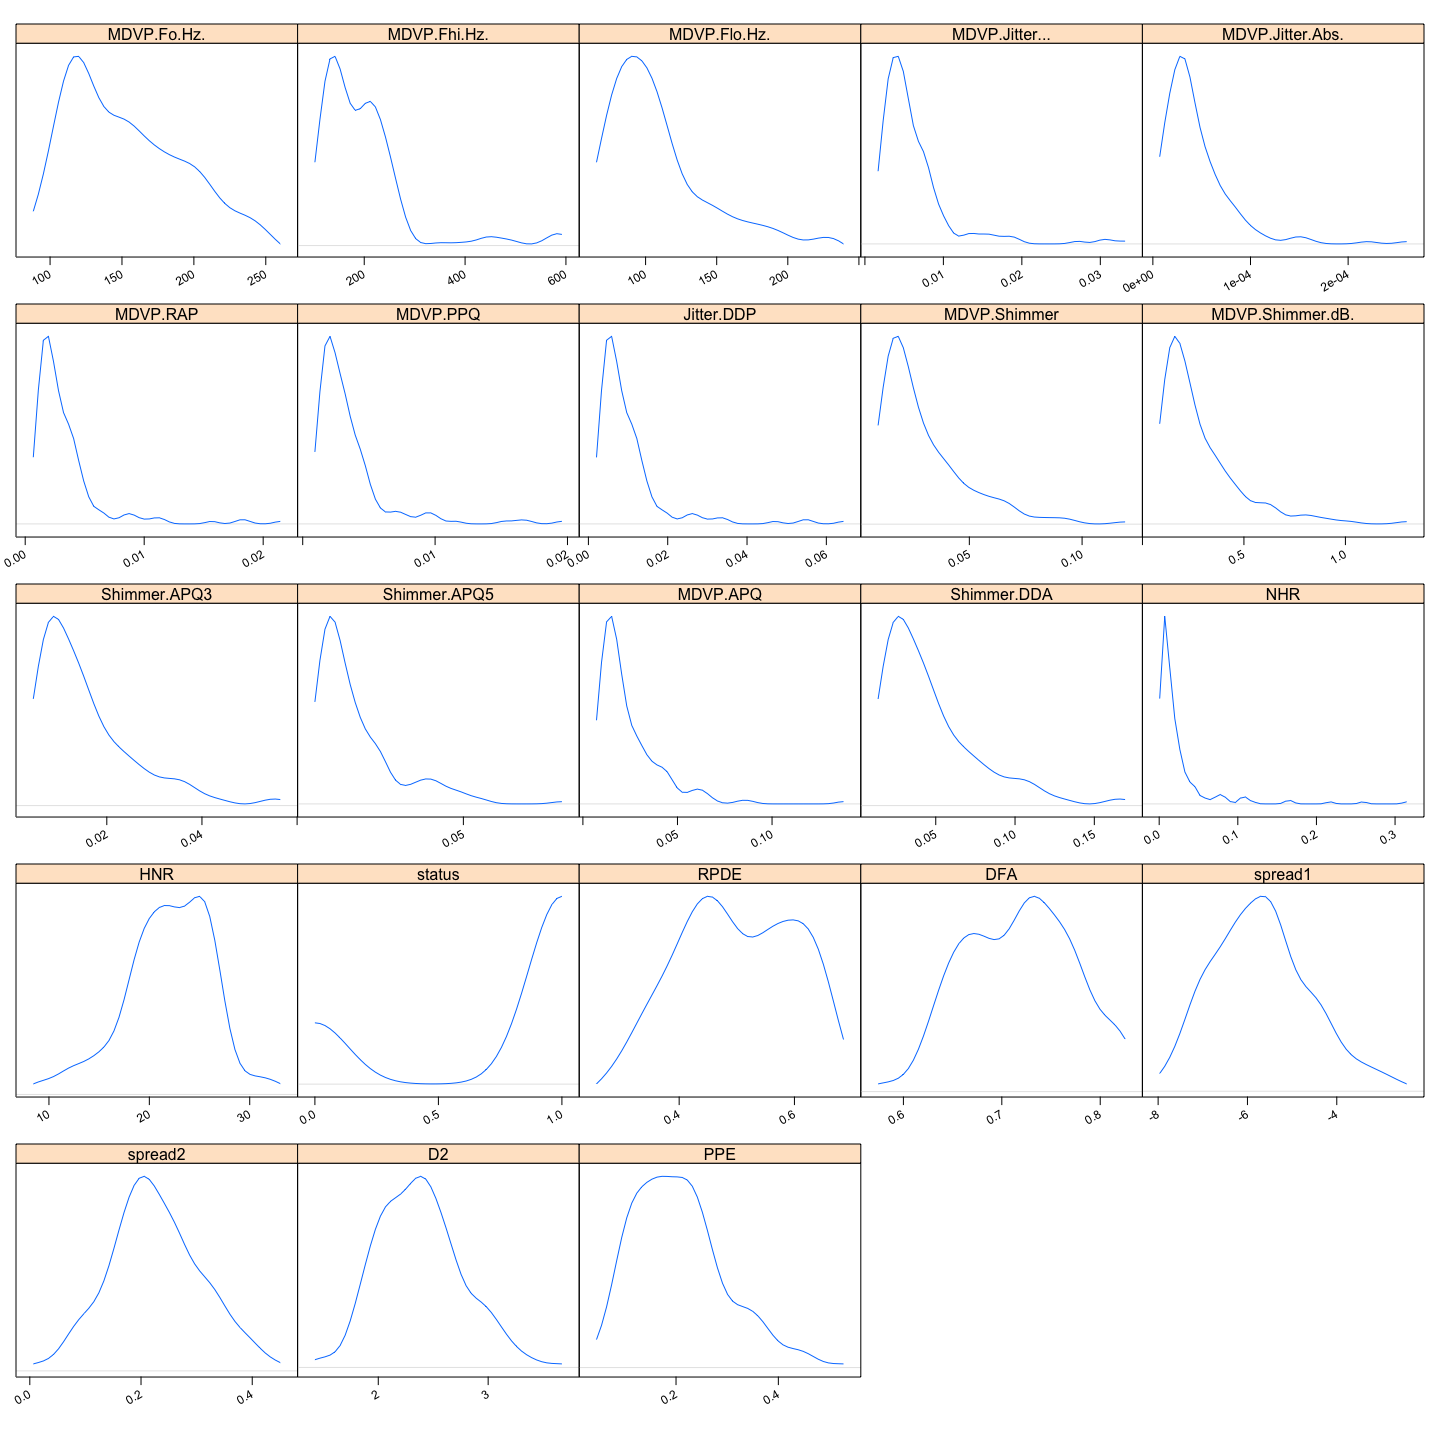 MDVP.Fo.Hz. MDVP.Fhi.Hz. MDVP.Flo.Hz. MDVP.Jitter... MDVP.Jitter.Abs.
100 150 200 250 200 400 600 100 150 200 0.01 0.02 0.03 0e+00 1e-04 2e-04
MDVP.RAP MDVP.PPQ Jitter.DDP MDVP.Shimmer MDVP.Shimmer.dB.
0.00 0.01 0.02 0.01 0.02 0.00 0.02 0.04 0.06 0.05 0.10 0.5 1.0
Shimmer.APQ3 Shimmer.APQ5 MDVP.APQ Shimmer.DDA NHR
0.02 0.04 0.05 0.05 0.10 0.05 0.10 0.15 0.0 0.1 0.2 0.3
HNR status RPDE DFA spread1
10 20 30 0.0 0.5 1.0 0.4 0.6 0.6 0.7 0.8 -8 -6 -4
spread2 D2 PPE
0.0 0.2 0.4 2 3 0.2 0.4